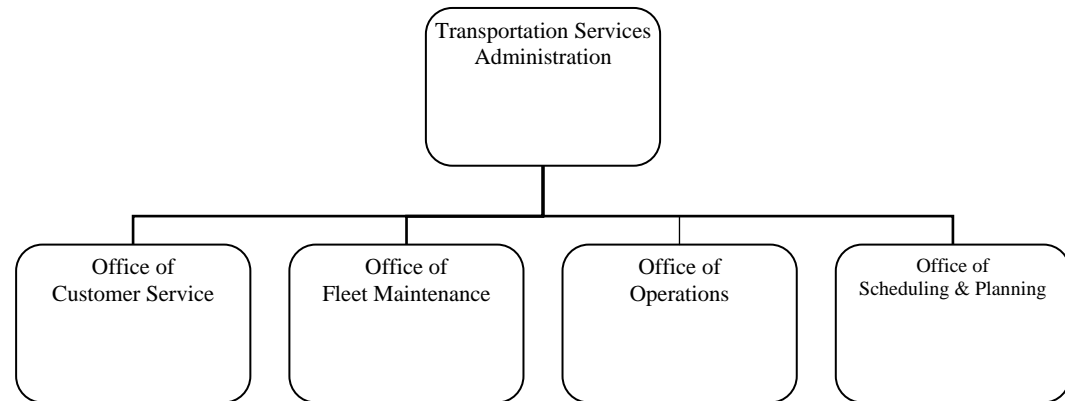 Transportation Services
Administration
Office of
Customer Service
Office of
Fleet Maintenance
Office of
Operations
Office of
Scheduling & Planning